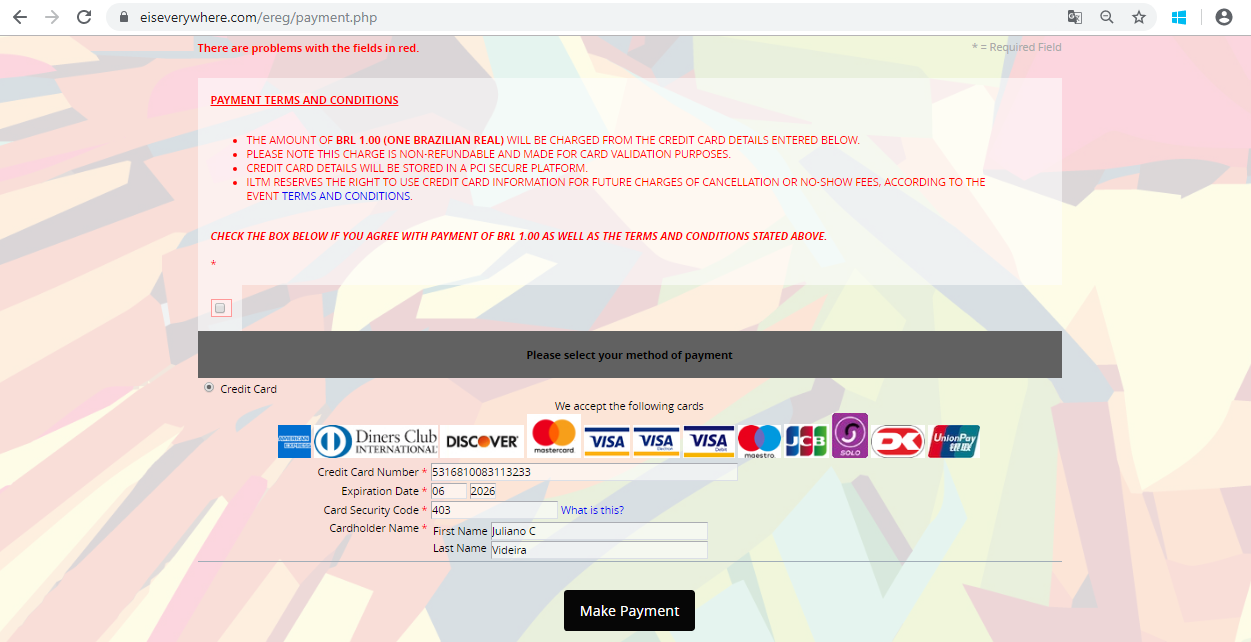 eiseverywhere.com/ereg/payment.php
There are problems with the fields in red.
* = Required Field
PAYMENT TERMS AND CONDITIONS
THE AMOUNT OF BRL 1.00 (ONE BRAZILIAN REAL) WILL BE CHARGED FROM THE CREDIT CARD DETAILS ENTERED BELOW.
PLEASE NOTE THIS CHARGE IS NON-REFUNDABLE AND MADE FOR CARD VALIDATION PURPOSES.
CREDIT CARD DETAILS WILL BE STORED IN A PCI SECURE PLATFORM.
ILTM RESERVES THE RIGHT TO USE CREDIT CARD INFORMATION FOR FUTURE CHARGES OF CANCELLATION OR NO-SHOW FEES, ACCORDING TO THE
EVENT TERMS AND CONDITIONS.
CHECK THE BOX BELOW IF YOU AGREE WITH PAYMENT OF BRL 1.00 AS WELL AS THE TERMS AND CONDITIONS STATED ABOVE.
*
Please select your method of payment
Credit Card
We accept the following cards
AMERICAN EXPRESS Diners Club INTERNATIONAL DISCOVER mastercard VISA VISA Electron VISA Debit maestro JCB SOLO DK UnionPay 银联
Credit Card Number * 5316810083113233
Expiration Date * 06 2026
Card Security Code * 403 What is this?
Cardholder Name * First Name Juliano C
Last Name Videira
Make Payment